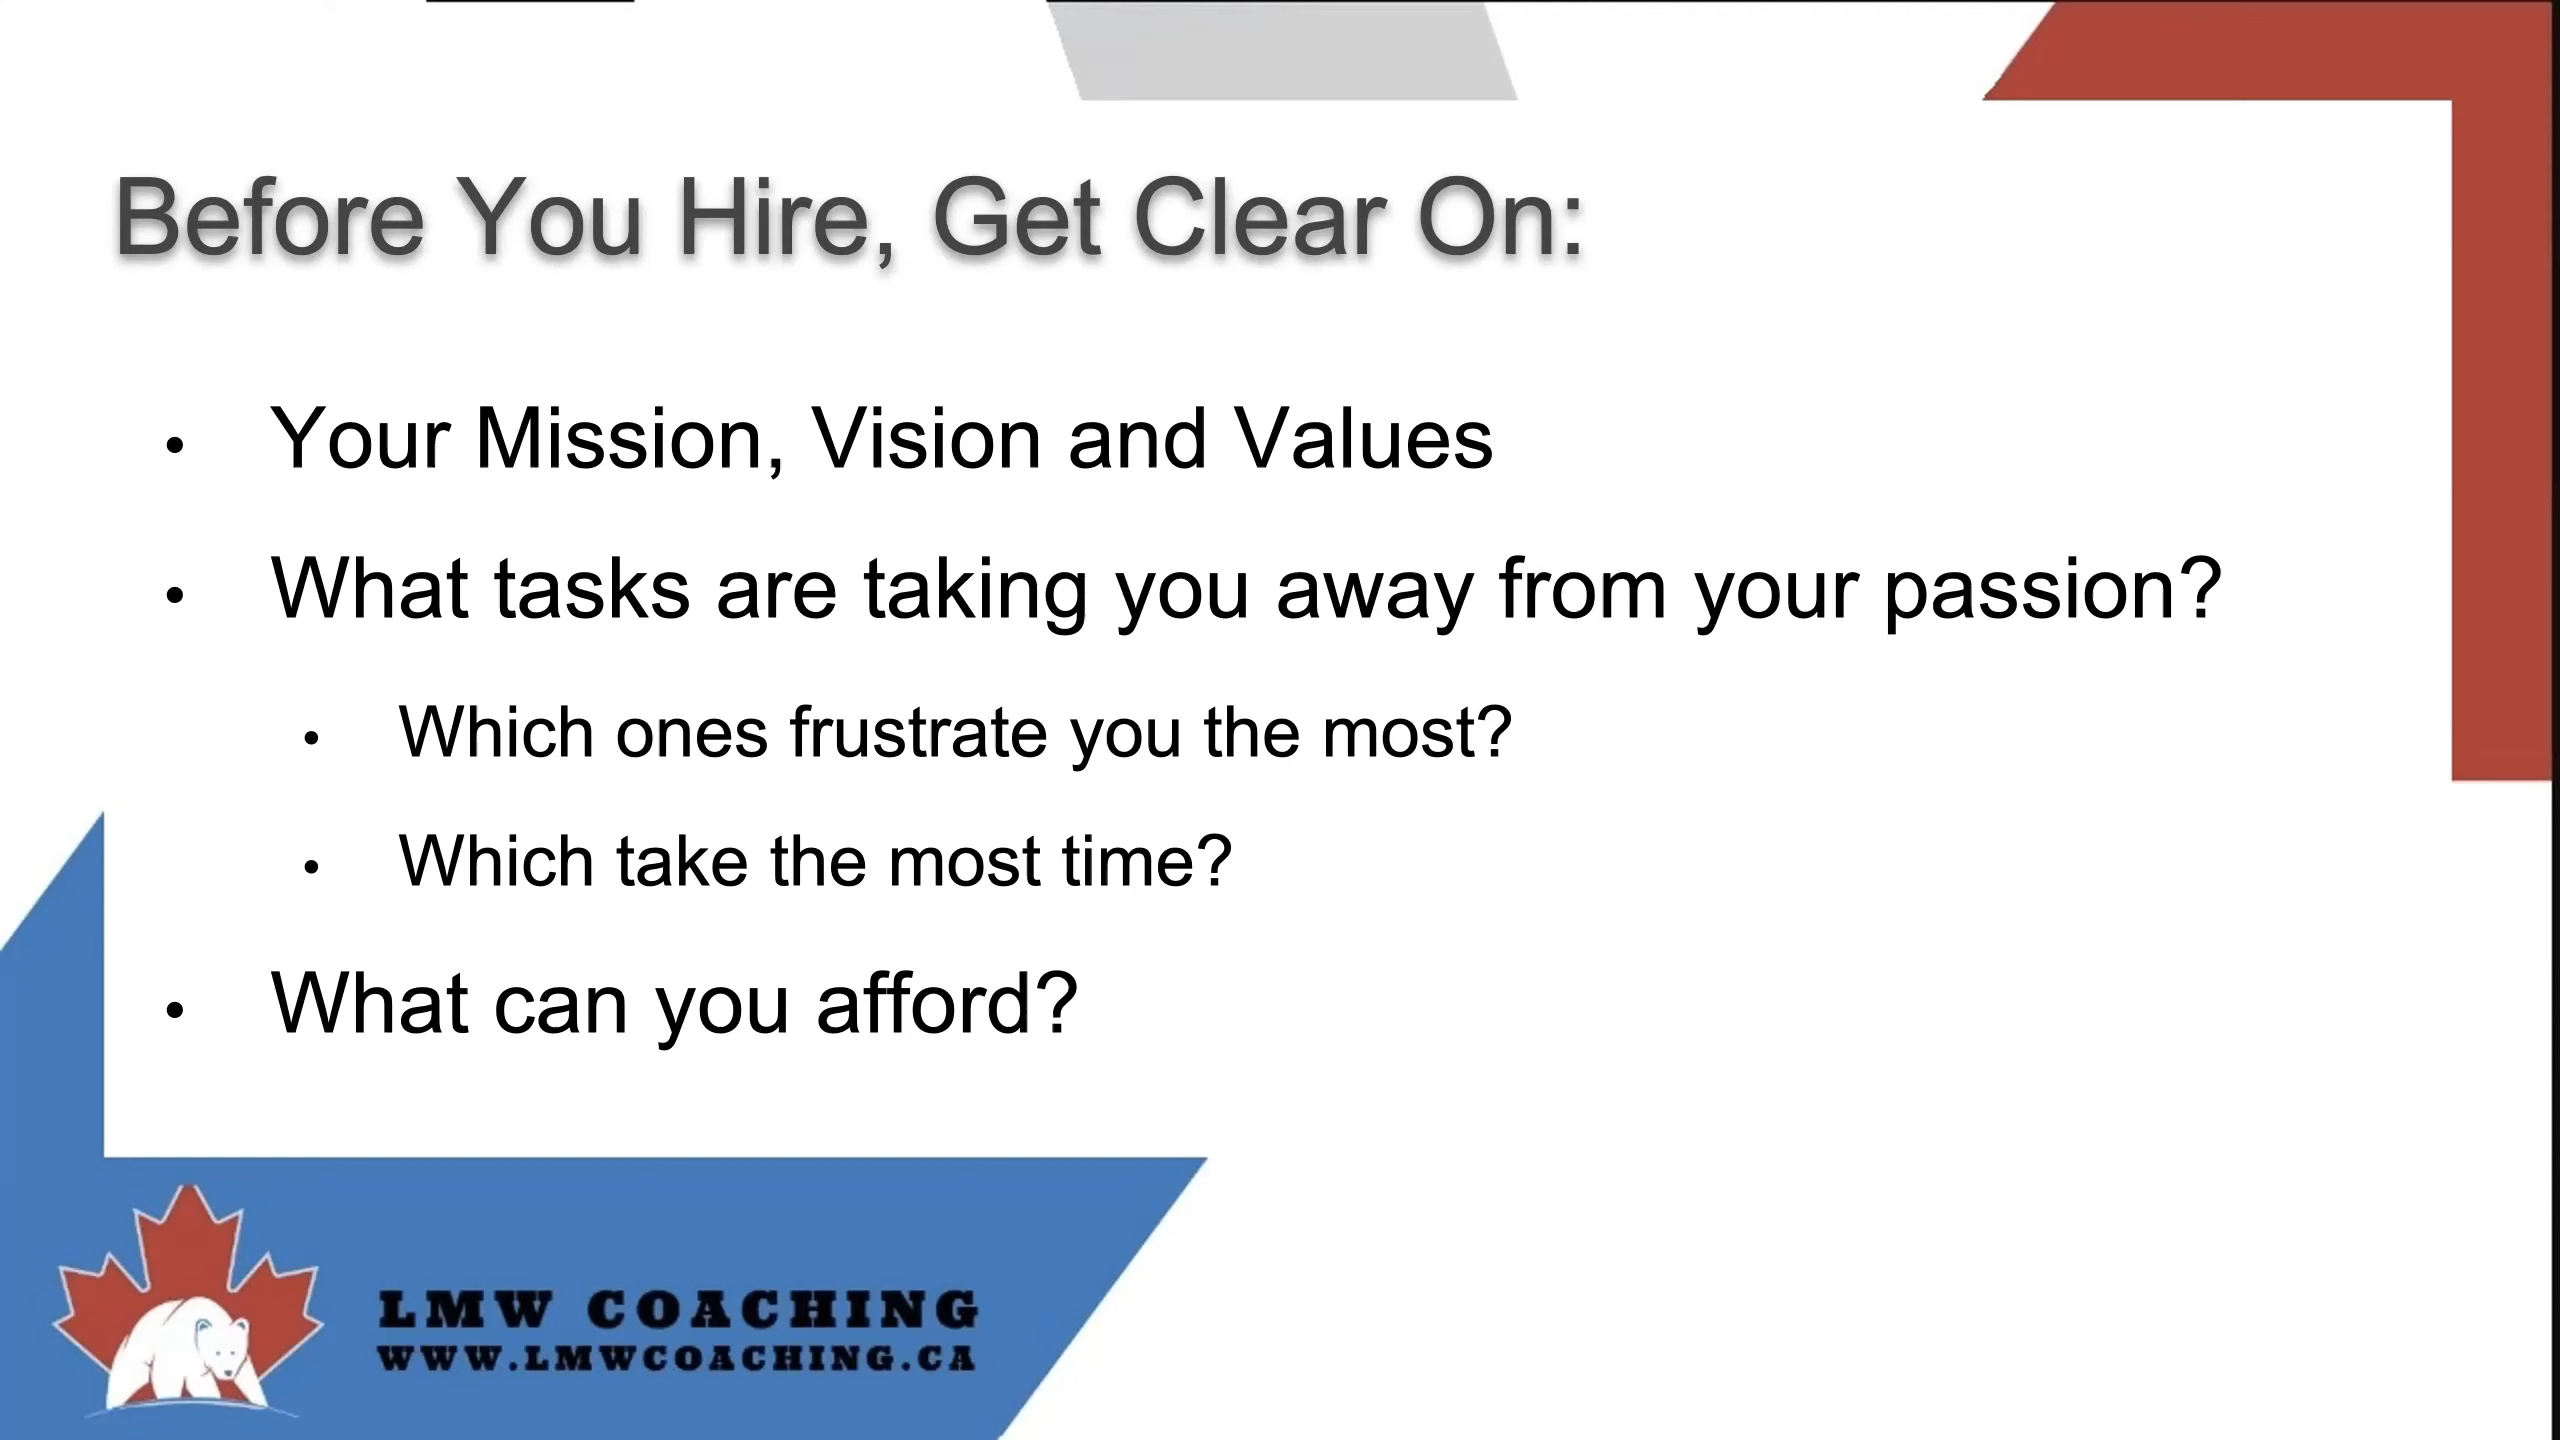 Before You Hire, Get Clear On:
• Your Mission, Vision and Values
• What tasks are taking you away from your passion?
• Which ones frustrate you the most?
• Which take the most time?
• What can you afford?
LMW COACHING
WWW.LMWCOACHING.CA